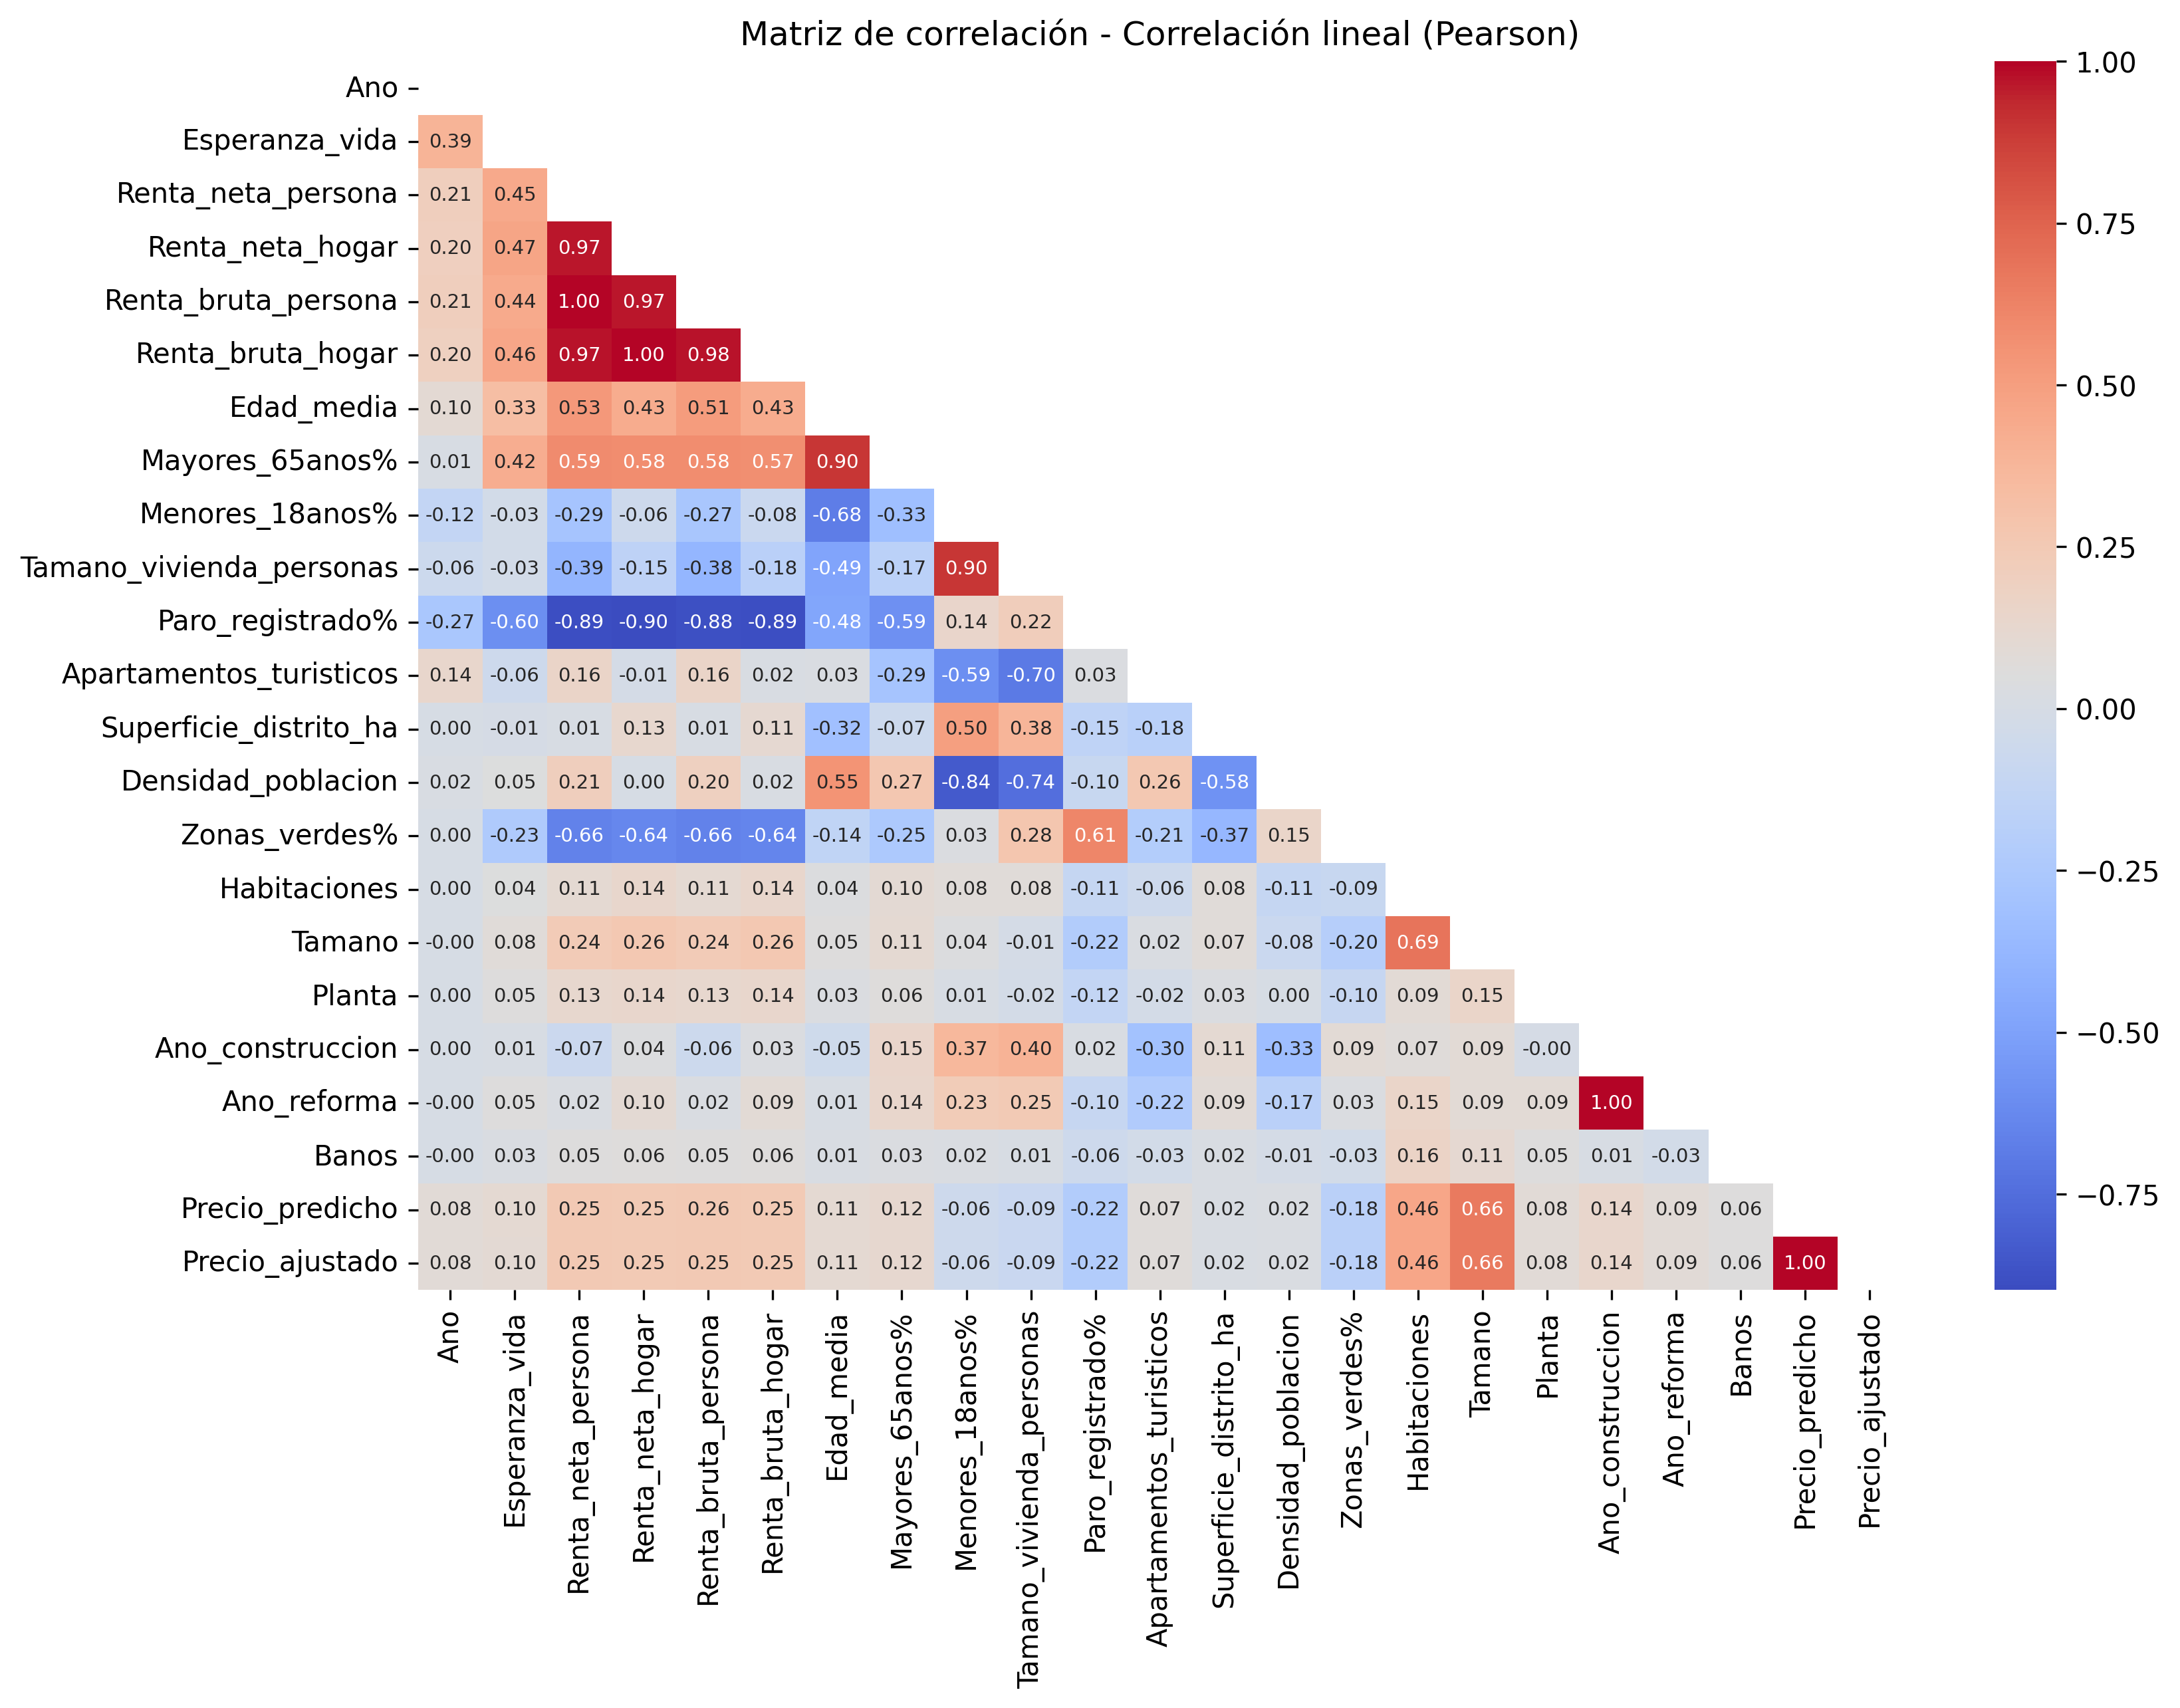 Matriz de correlación - Correlación lineal (Pearson)
Ano
Esperanza_vida 0.39
Renta_neta_persona 0.21 0.45
Renta_neta_hogar 0.20 0.47 0.97
Renta_bruta_persona 0.21 0.44 1.00 0.97
Renta_bruta_hogar 0.20 0.46 0.97 1.00 0.98
Edad_media 0.10 0.33 0.53 0.43 0.51 0.43
Mayores_65anos% 0.01 0.42 0.59 0.58 0.58 0.57 0.90
Menores_18anos% -0.12 -0.03 -0.29 -0.06 -0.27 -0.08 -0.68 -0.33
Tamano_vivienda_personas -0.06 -0.03 -0.39 -0.15 -0.38 -0.18 -0.49 -0.17 0.90
Paro_registrado% -0.27 -0.60 -0.89 -0.90 -0.88 -0.89 -0.48 -0.59 0.14 0.22
Apartamentos_turisticos 0.14 -0.06 0.16 -0.01 0.16 0.02 0.03 -0.29 -0.59 -0.70 0.03
Superficie_distrito_ha 0.00 -0.01 0.01 0.13 0.01 0.11 -0.32 -0.07 0.50 0.38 -0.15 -0.18
Densidad_poblacion 0.02 0.05 0.21 0.00 0.20 0.02 0.55 0.27 -0.84 -0.74 -0.10 0.26 -0.58
Zonas_verdes% 0.00 -0.23 -0.66 -0.64 -0.66 -0.64 -0.14 -0.25 0.03 0.28 0.61 -0.21 -0.37 0.15
Habitaciones 0.00 0.04 0.11 0.14 0.11 0.14 0.04 0.10 0.08 0.08 -0.11 -0.06 0.08 -0.11 -0.09
Tamano -0.00 0.08 0.24 0.26 0.24 0.26 0.05 0.11 0.04 -0.01 -0.22 0.02 0.07 -0.08 -0.20 0.69
Planta 0.00 0.05 0.13 0.14 0.13 0.14 0.03 0.06 0.01 -0.02 -0.12 -0.02 0.03 0.00 -0.10 0.09 0.15
Ano_construccion 0.00 0.01 -0.07 0.04 -0.06 0.03 -0.05 0.15 0.37 0.40 0.02 -0.30 0.11 -0.33 0.09 0.07 0.09 -0.00
Ano_reforma -0.00 0.05 0.02 0.10 0.02 0.09 0.01 0.14 0.23 0.25 -0.10 -0.22 0.09 -0.17 0.03 0.15 0.09 0.09 1.00
Banos -0.00 0.03 0.05 0.06 0.05 0.06 0.01 0.03 0.02 0.01 -0.06 -0.03 0.02 -0.01 -0.03 0.16 0.11 0.05 0.01 -0.03
Precio_predicho 0.08 0.10 0.25 0.25 0.26 0.25 0.11 0.12 -0.06 -0.09 -0.22 0.07 0.02 0.02 -0.18 0.46 0.66 0.08 0.14 0.09 0.06
Precio_ajustado 0.08 0.10 0.25 0.25 0.25 0.25 0.11 0.12 -0.06 -0.09 -0.22 0.07 0.02 0.02 -0.18 0.46 0.66 0.08 0.14 0.09 0.06 1.00
Ano
Esperanza_vida
Renta_neta_persona
Renta_neta_hogar
Renta_bruta_persona
Renta_bruta_hogar
Edad_media
Mayores_65anos%
Menores_18anos%
Tamano_vivienda_personas
Paro_registrado%
Apartamentos_turisticos
Superficie_distrito_ha
Densidad_poblacion
Zonas_verdes%
Habitaciones
Tamano
Planta
Ano_construccion
Ano_reforma
Banos
Precio_predicho
Precio_ajustado
1.00
0.75
0.50
0.25
0.00
−0.25
−0.50
−0.75